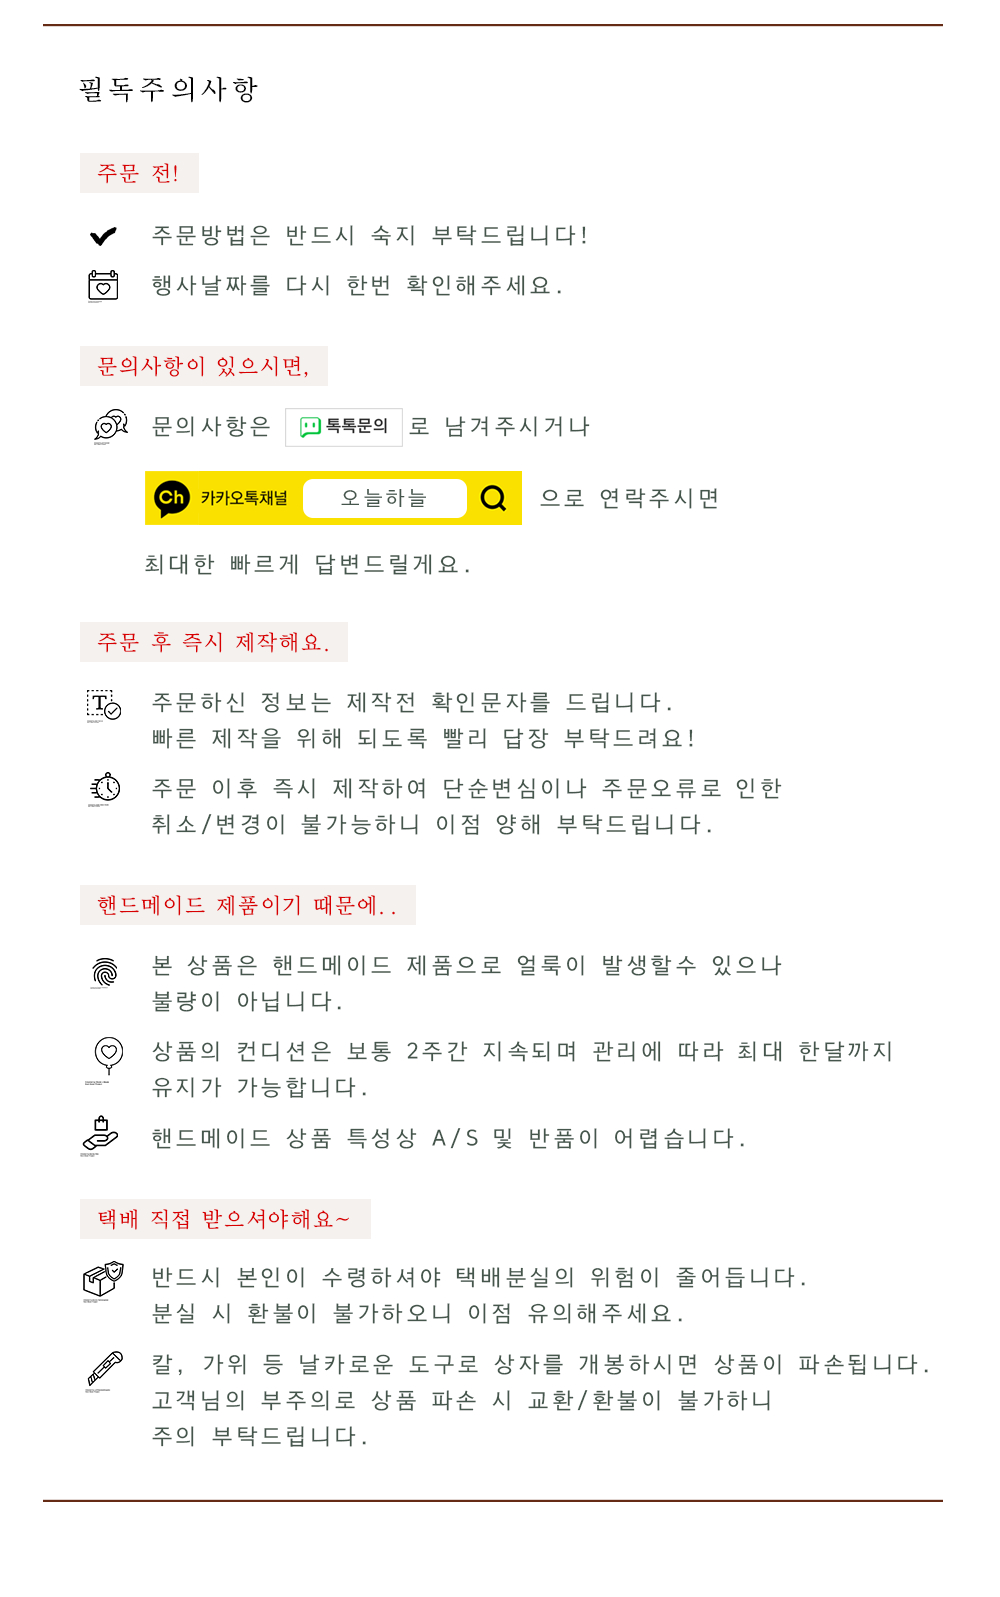 필독주의사항
주문 전!
주문방법은 반드시 숙지 부탁드립니다!
행사날짜를 다시 한번 확인해주세요.
문의사항이 있으시면,
문의사항은 톡톡문의 로 남겨주시거나
Ch 카카오톡채널 오늘하늘 으로 연락주시면
최대한 빠르게 답변드릴게요.
주문 후 즉시 제작해요.
주문하신 정보는 제작전 확인문자를 드립니다.
빠른 제작을 위해 되도록 빨리 답장 부탁드려요!
주문 이후 즉시 제작하여 단순변심이나 주문오류로 인한
취소/변경이 불가능하니 이점 양해 부탁드립니다.
핸드메이드 제품이기 때문에..
본 상품은 핸드메이드 제품으로 얼룩이 발생할수 있으나
불량이 아닙니다.
상품의 컨디션은 보통 2주간 지속되며 관리에 따라 최대 한달까지
유지가 가능합니다.
핸드메이드 상품 특성상 A/S 및 반품이 어렵습니다.
택배 직접 받으셔야해요~
반드시 본인이 수령하셔야 택배분실의 위험이 줄어듭니다.
분실 시 환불이 불가하오니 이점 유의해주세요.
칼, 가위 등 날카로운 도구로 상자를 개봉하시면 상품이 파손됩니다.
고객님의 부주의로 상품 파손 시 교환/환불이 불가하니
주의 부탁드립니다.